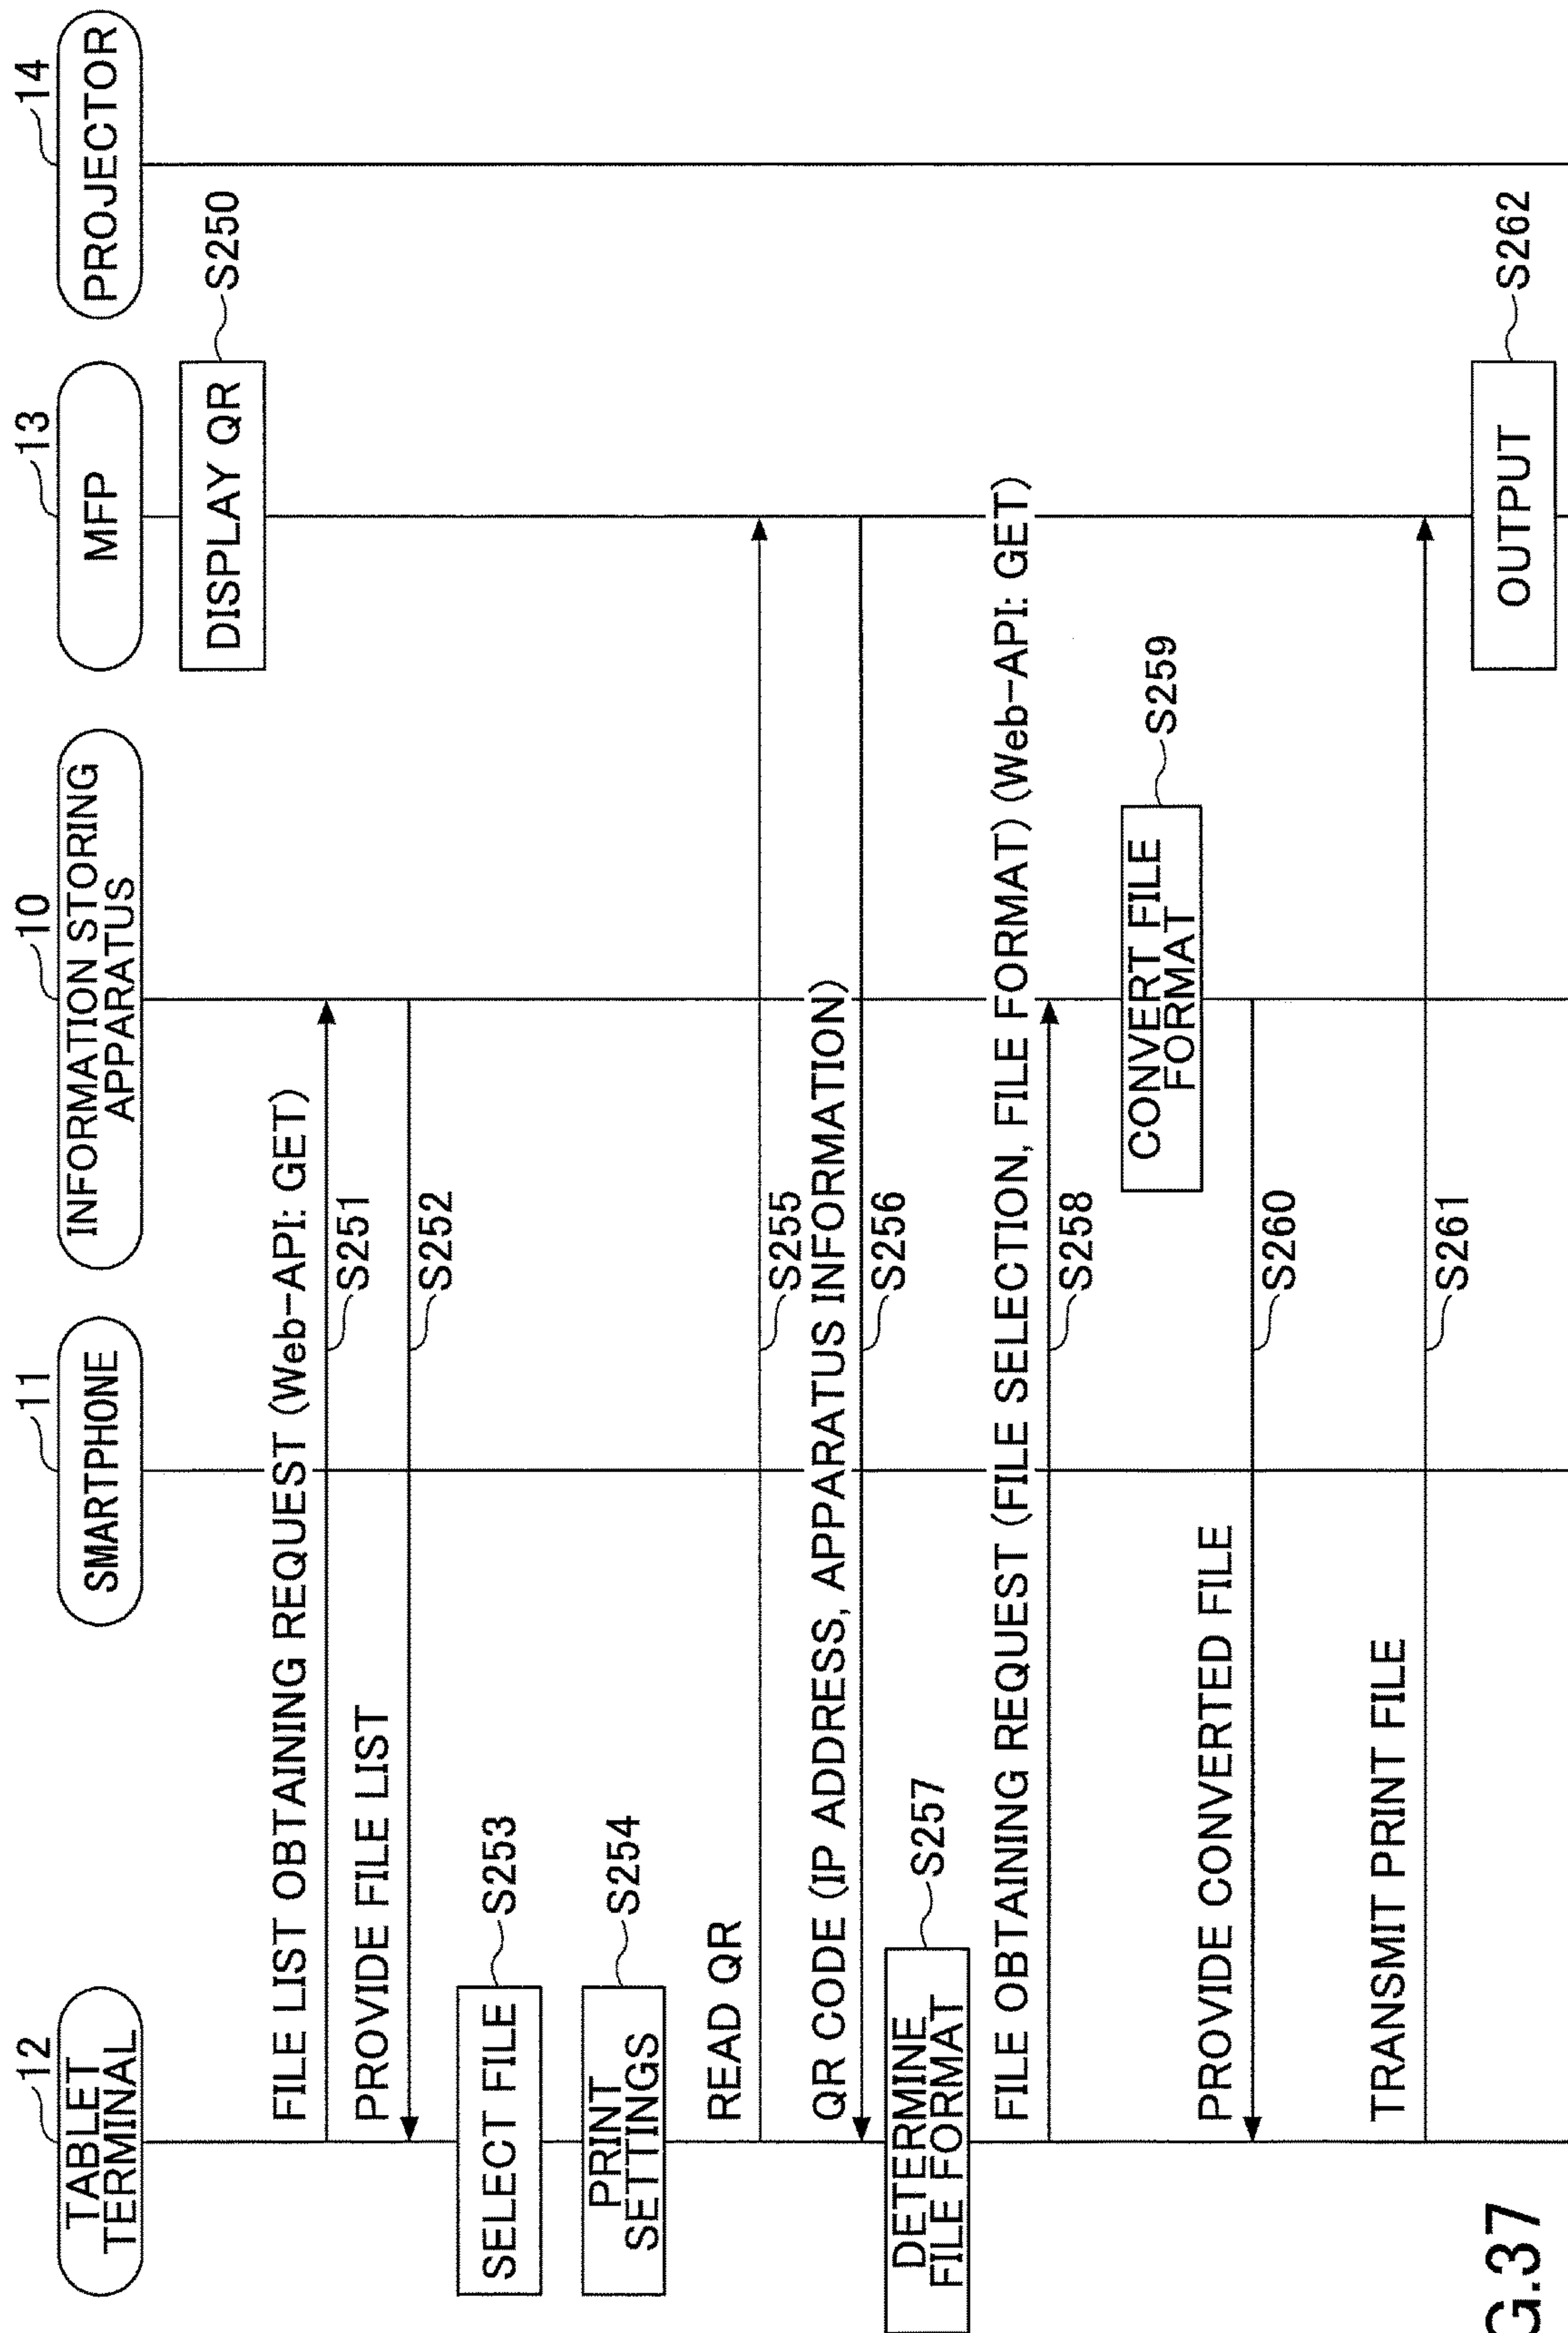 12
TABLET
TERMINAL
11
SMARTPHONE
10
INFORMATION STORING
APPARATUS
13
MFP
14
PROJECTOR
DISPLAY QR
S250
FILE LIST OBTAINING REQUEST (Web-API: GET)
S251
PROVIDE FILE LIST
S252
SELECT FILE
S253
PRINT
SETTINGS
S254
READ QR
S255
QR CODE (IP ADDRESS, APPARATUS INFORMATION)
S256
DETERMINE
FILE FORMAT
S257
FILE OBTAINING REQUEST (FILE SELECTION, FILE FORMAT) (Web-API: GET)
S258
CONVERT FILE
FORMAT
S259
PROVIDE CONVERTED FILE
S260
TRANSMIT PRINT FILE
S261
OUTPUT
S262
G.37